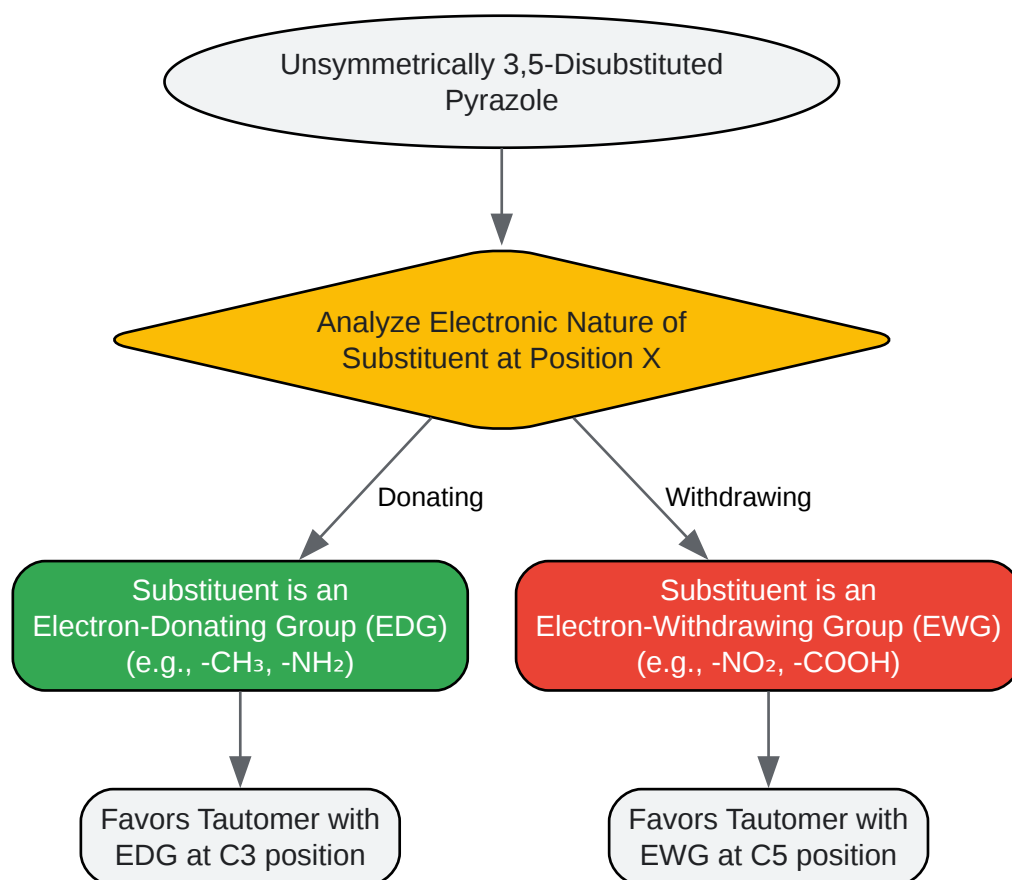 Unsymmetrically 3,5-Disubstituted
Pyrazole
Analyze Electronic Nature of
Substituent at Position X
Donating
Withdrawing
Substituent is an
Electron-Donating Group (EDG)
(e.g., -CH₃, -NH₂)
Substituent is an
Electron-Withdrawing Group (EWG)
(e.g., -NO₂, -COOH)
Favors Tautomer with
EDG at C3 position
Favors Tautomer with
EWG at C5 position